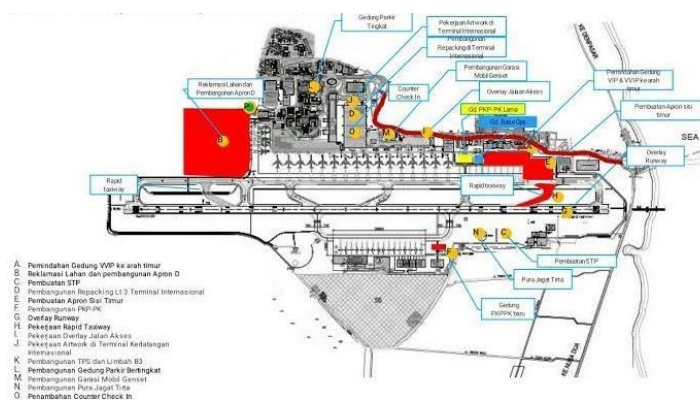 Gedung Parkir
Tingkat
Pekerjaan Artwork di
Terminal Internasional
Pembangunan
Repacking di Terminal
Internasional
Pembangunan Garasi
Mobil Genset
Pemindahan Gedung
VIP & VVIP ke arah
timur
KE DENPASAR
Reklamasi Lahan dan
Pembangunan Apron D
Counter
Check In
Overlay Jalan Akses
Gd. PKP-PK Lama
Gd. Base Ops
Pembuatan Apron sisi
timur
SEA
Overlay
Runway
Rapid
taxiway
Rapid taxiway
B
L
J
D
O
M
I
E
H
N
C
Pembuatan STP
Pura Jagat Tirta
Gedung
PKPPK baru
56
KE NUSA DUA
A. Pemindahan Gedung VVIP ke arah timur
B. Reklamasi Lahan dan pembangunan Apron D
C. Pembuatan STP
D. Pembangunan Repacking Lt.3 Terminal Internasional
E. Pembuatan Apron Sisi Timur
F. Pembangunan PKP-PK
G. Overlay Runway
H. Pekerjaan Rapid Taxiway
I. Pekerjaan Overlay Jalan Akses
J. Pekerjaan Artwork di Terminal Kedatangan
Internasional
K. Pembangunan TPS dan Limbah B3
L. Pembangunan Gedung Parkir Bertingkat
M. Pembangunan Garasi Mobil Genset
N. Pembangunan Pura Jagat Tirta
O. Penambahan Counter Check In